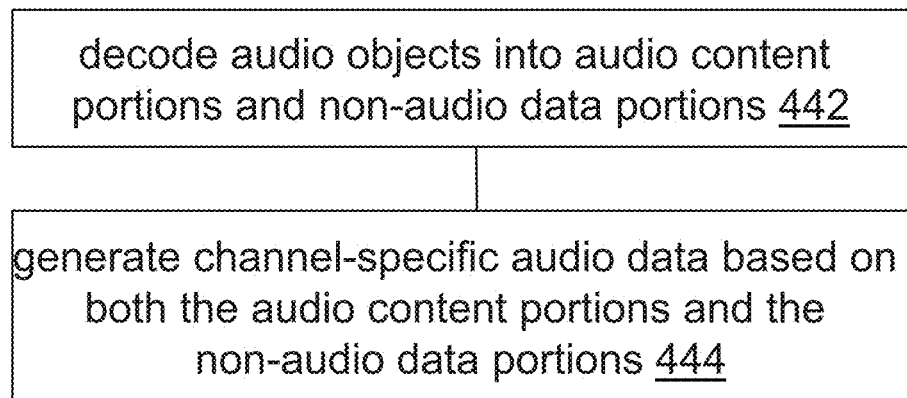 decode audio objects into audio content
portions and non-audio data portions 442
generate channel-specific audio data based on
both the audio content portions and the
non-audio data portions 444